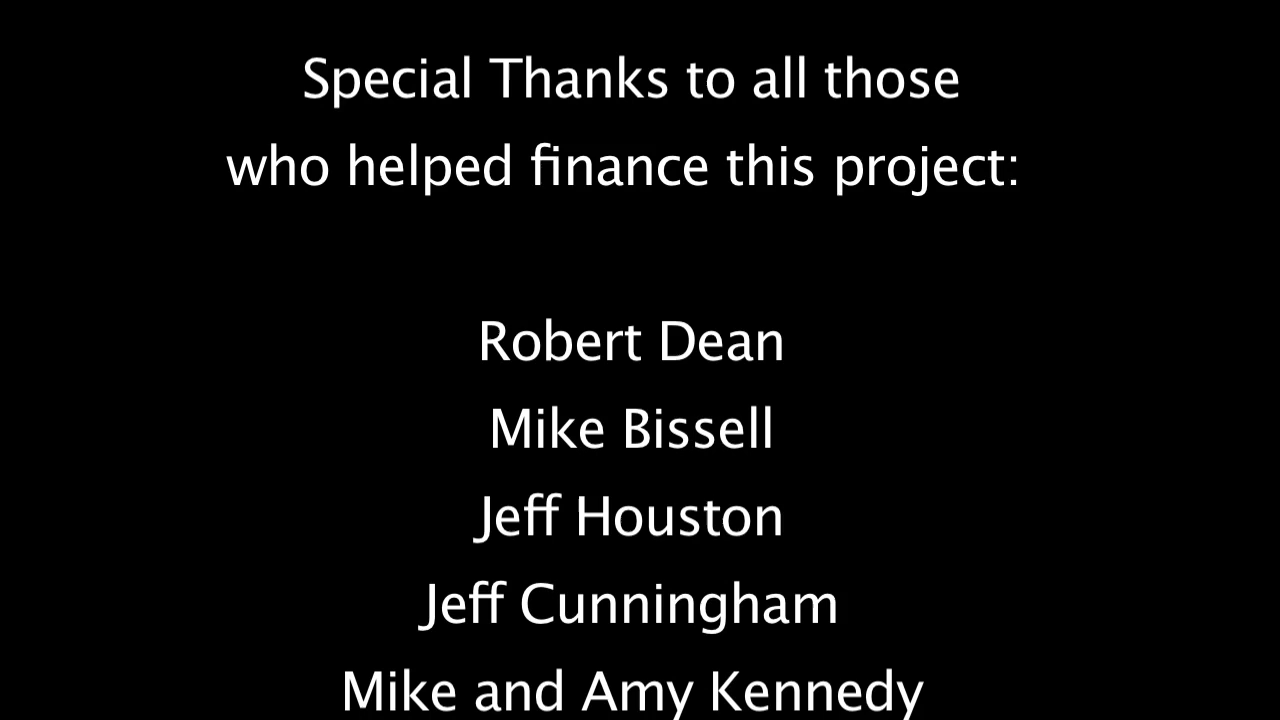 Special Thanks to all those
who helped finance this project:
Robert Dean
Mike Bissell
Jeff Houston
Jeff Cunningham
Mike and Amy Kennedy